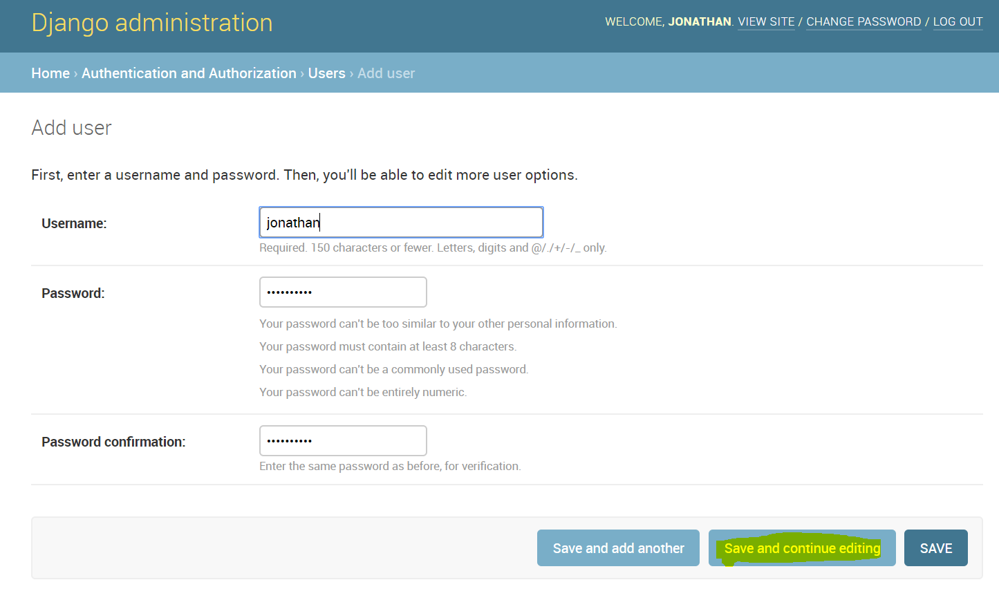 Django administration
WELCOME, JONATHAN. VIEW SITE / CHANGE PASSWORD / LOG OUT
Home › Authentication and Authorization › Users › Add user
Add user
First, enter a username and password. Then, you'll be able to edit more user options.
Username:
jonathan
Required. 150 characters or fewer. Letters, digits and @/./+/-/_ only.
Password:
••••••••••
Your password can't be too similar to your other personal information.
Your password must contain at least 8 characters.
Your password can't be a commonly used password.
Your password can't be entirely numeric.
Password confirmation:
••••••••••
Enter the same password as before, for verification.
Save and add another
Save and continue editing
SAVE